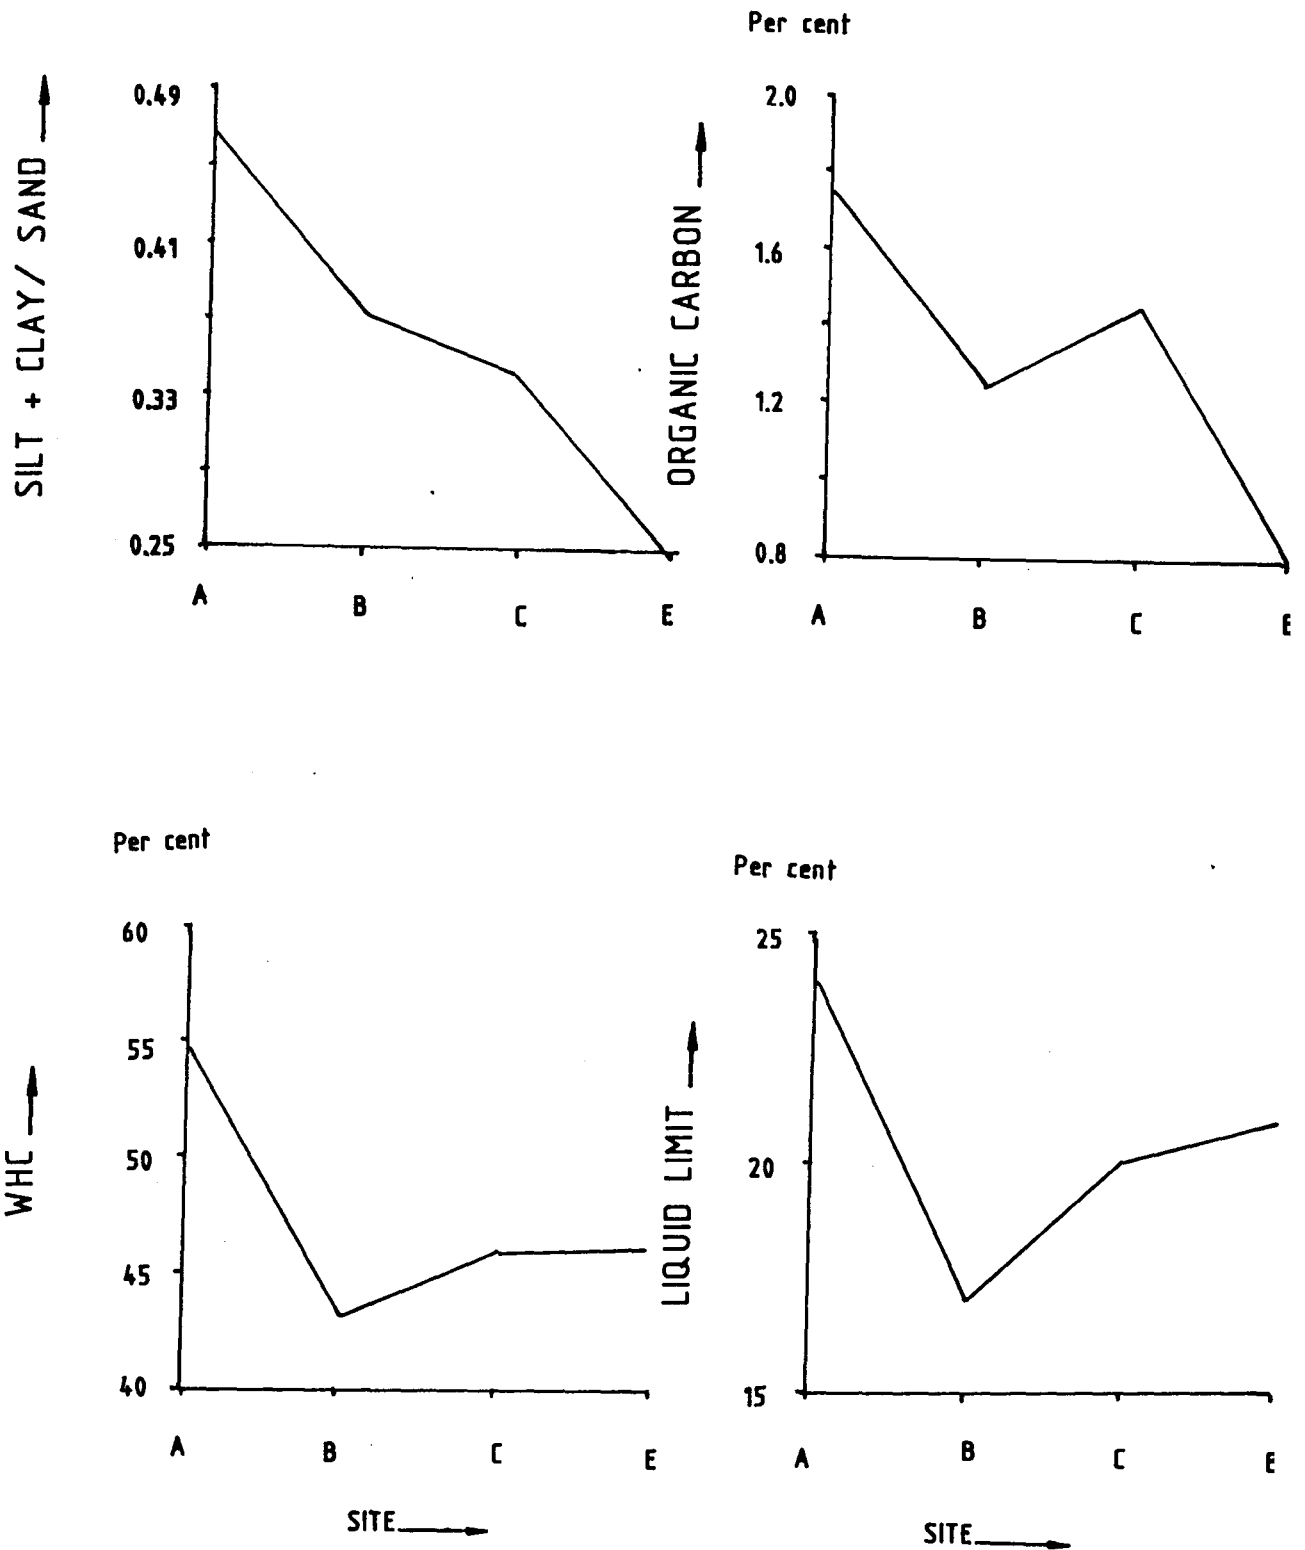 SILT + CLAY/ SAND
0.49
0.41
0.33
0.25
A
B
C
E
Per cent
ORGANIC CARBON
2.0
1.6
1.2
0.8
A
B
C
E
Per cent
WHC
60
55
50
45
40
A
B
C
E
SITE
Per cent
LIQUID LIMIT
25
20
15
A
B
C
E
SITE